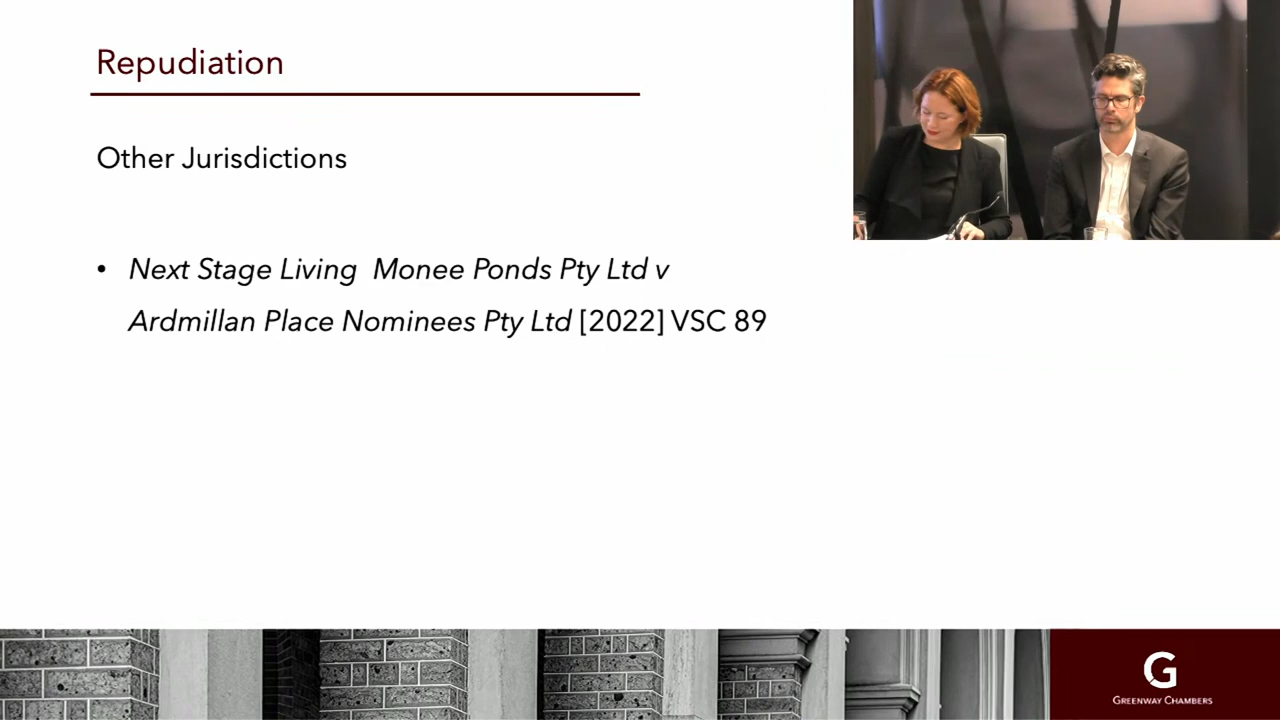 Repudiation
Other Jurisdictions
• Next Stage Living  Monee Ponds Pty Ltd v
Ardmillan Place Nominees Pty Ltd [2022] VSC 89
G
GREENWAY CHAMBERS